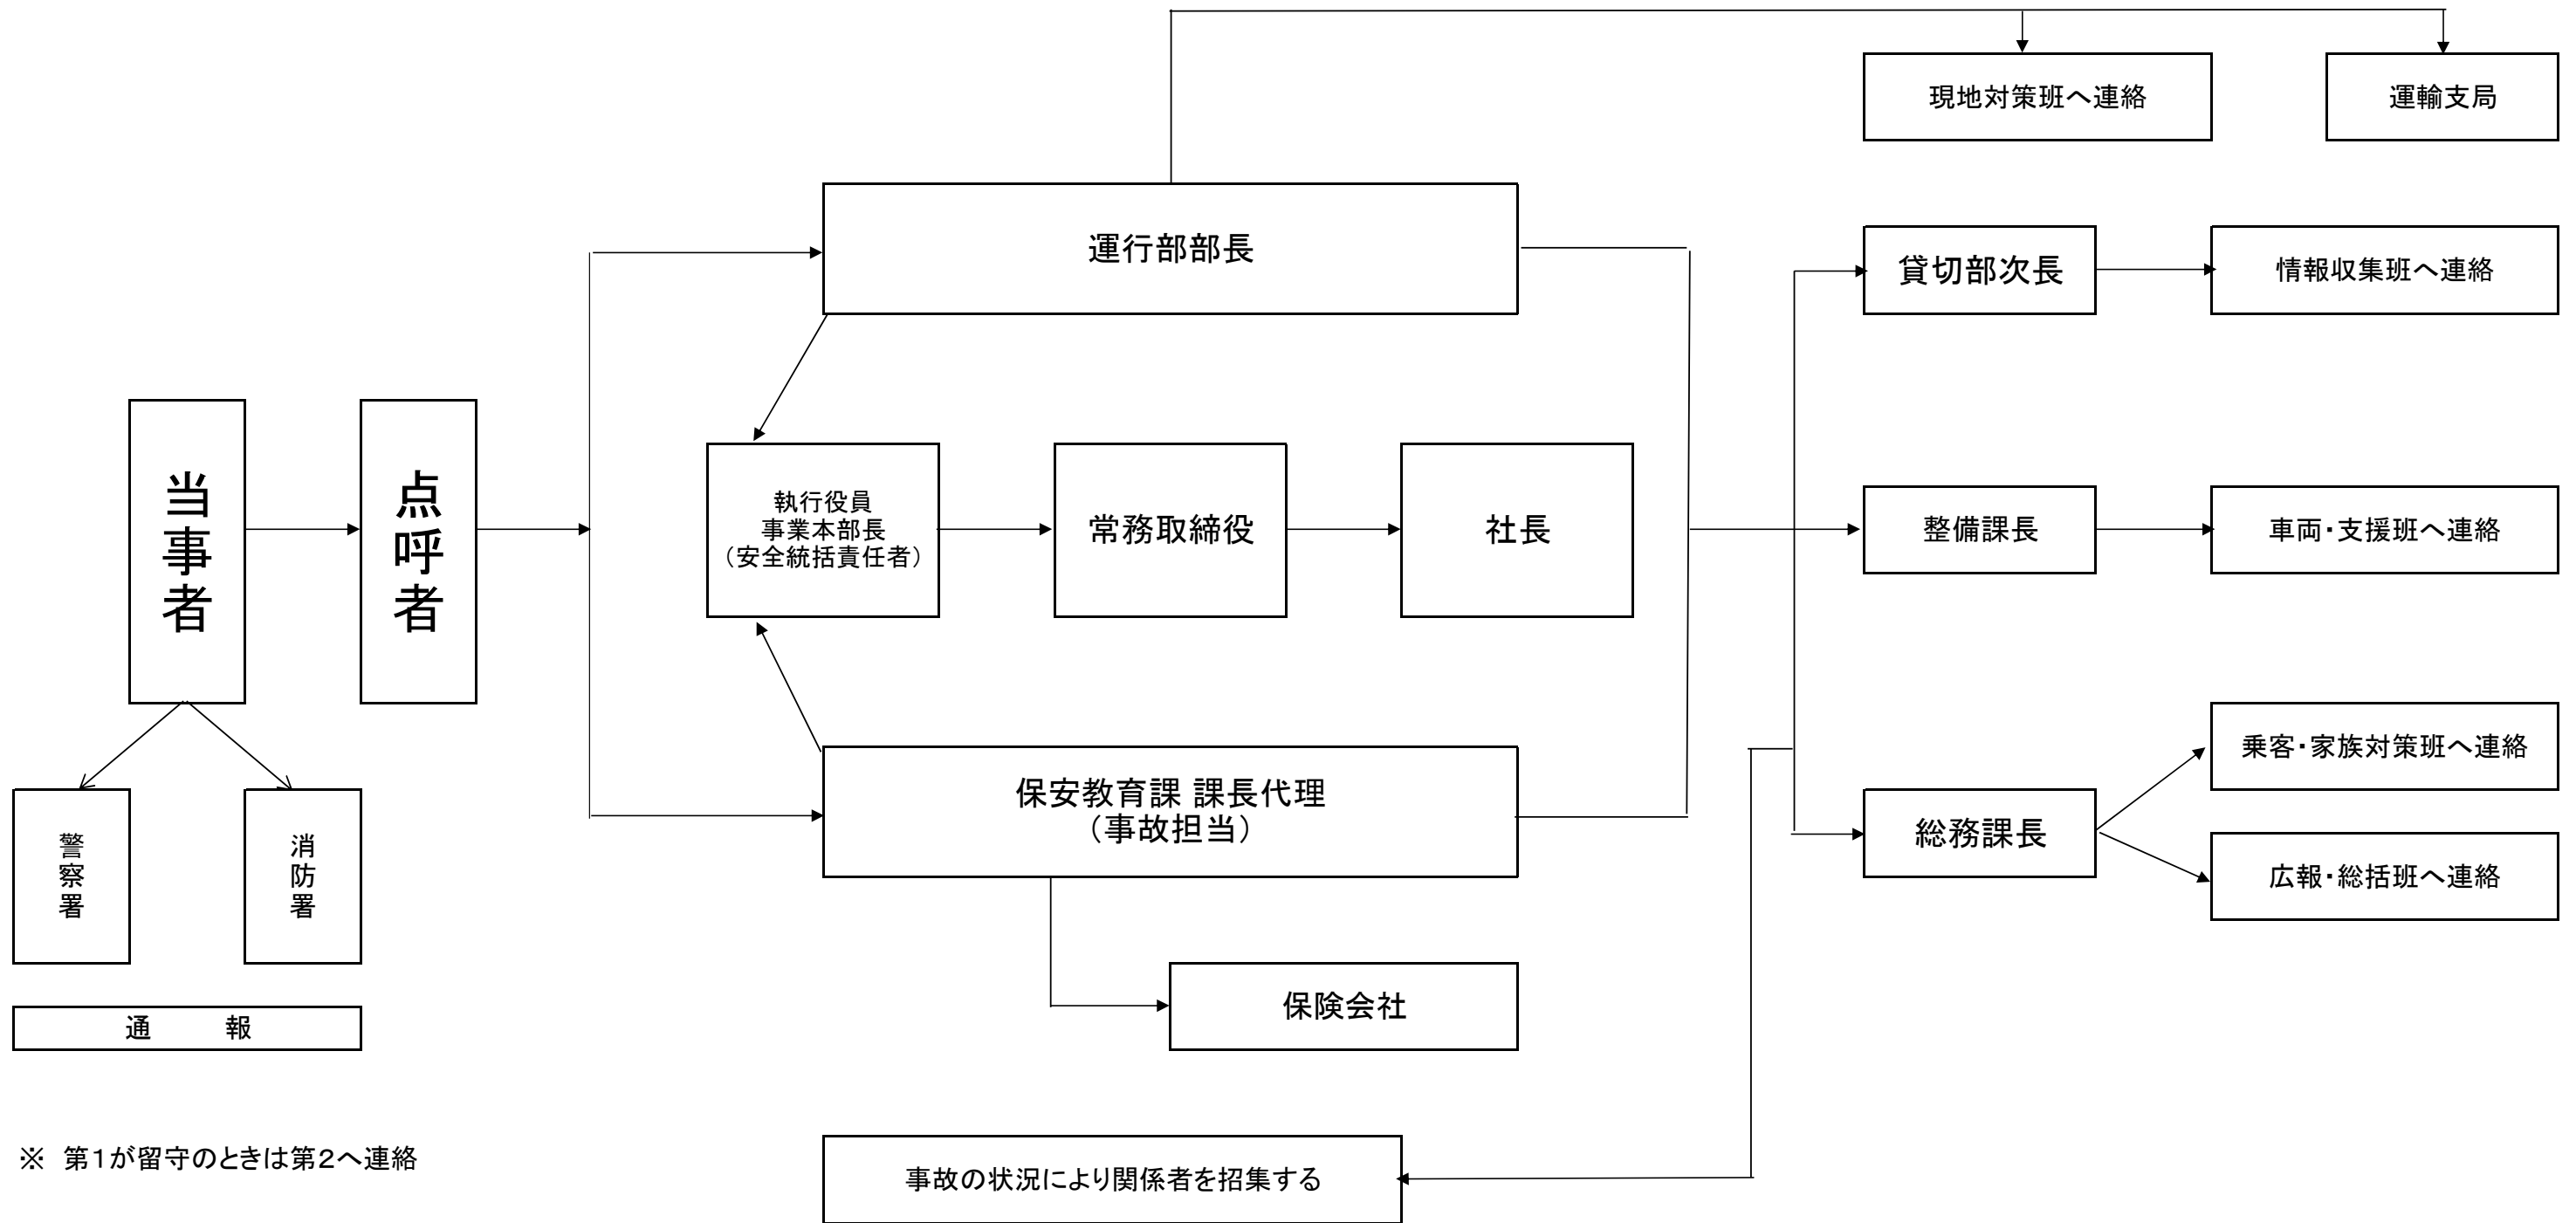 現地対策班へ連絡
運輸支局
運行部部長
貸切部次長
情報収集班へ連絡
当事者
点呼者
執行役員
事業本部長
（安全統括責任者）
常務取締役
社長
整備課長
車両・支援班へ連絡
保安教育課 課長代理
（事故担当）
乗客・家族対策班へ連絡
総務課長
広報・総括班へ連絡
警察署
消防署
保険会社
通　　　報
※　第１が留守のときは第２へ連絡
事故の状況により関係者を招集する